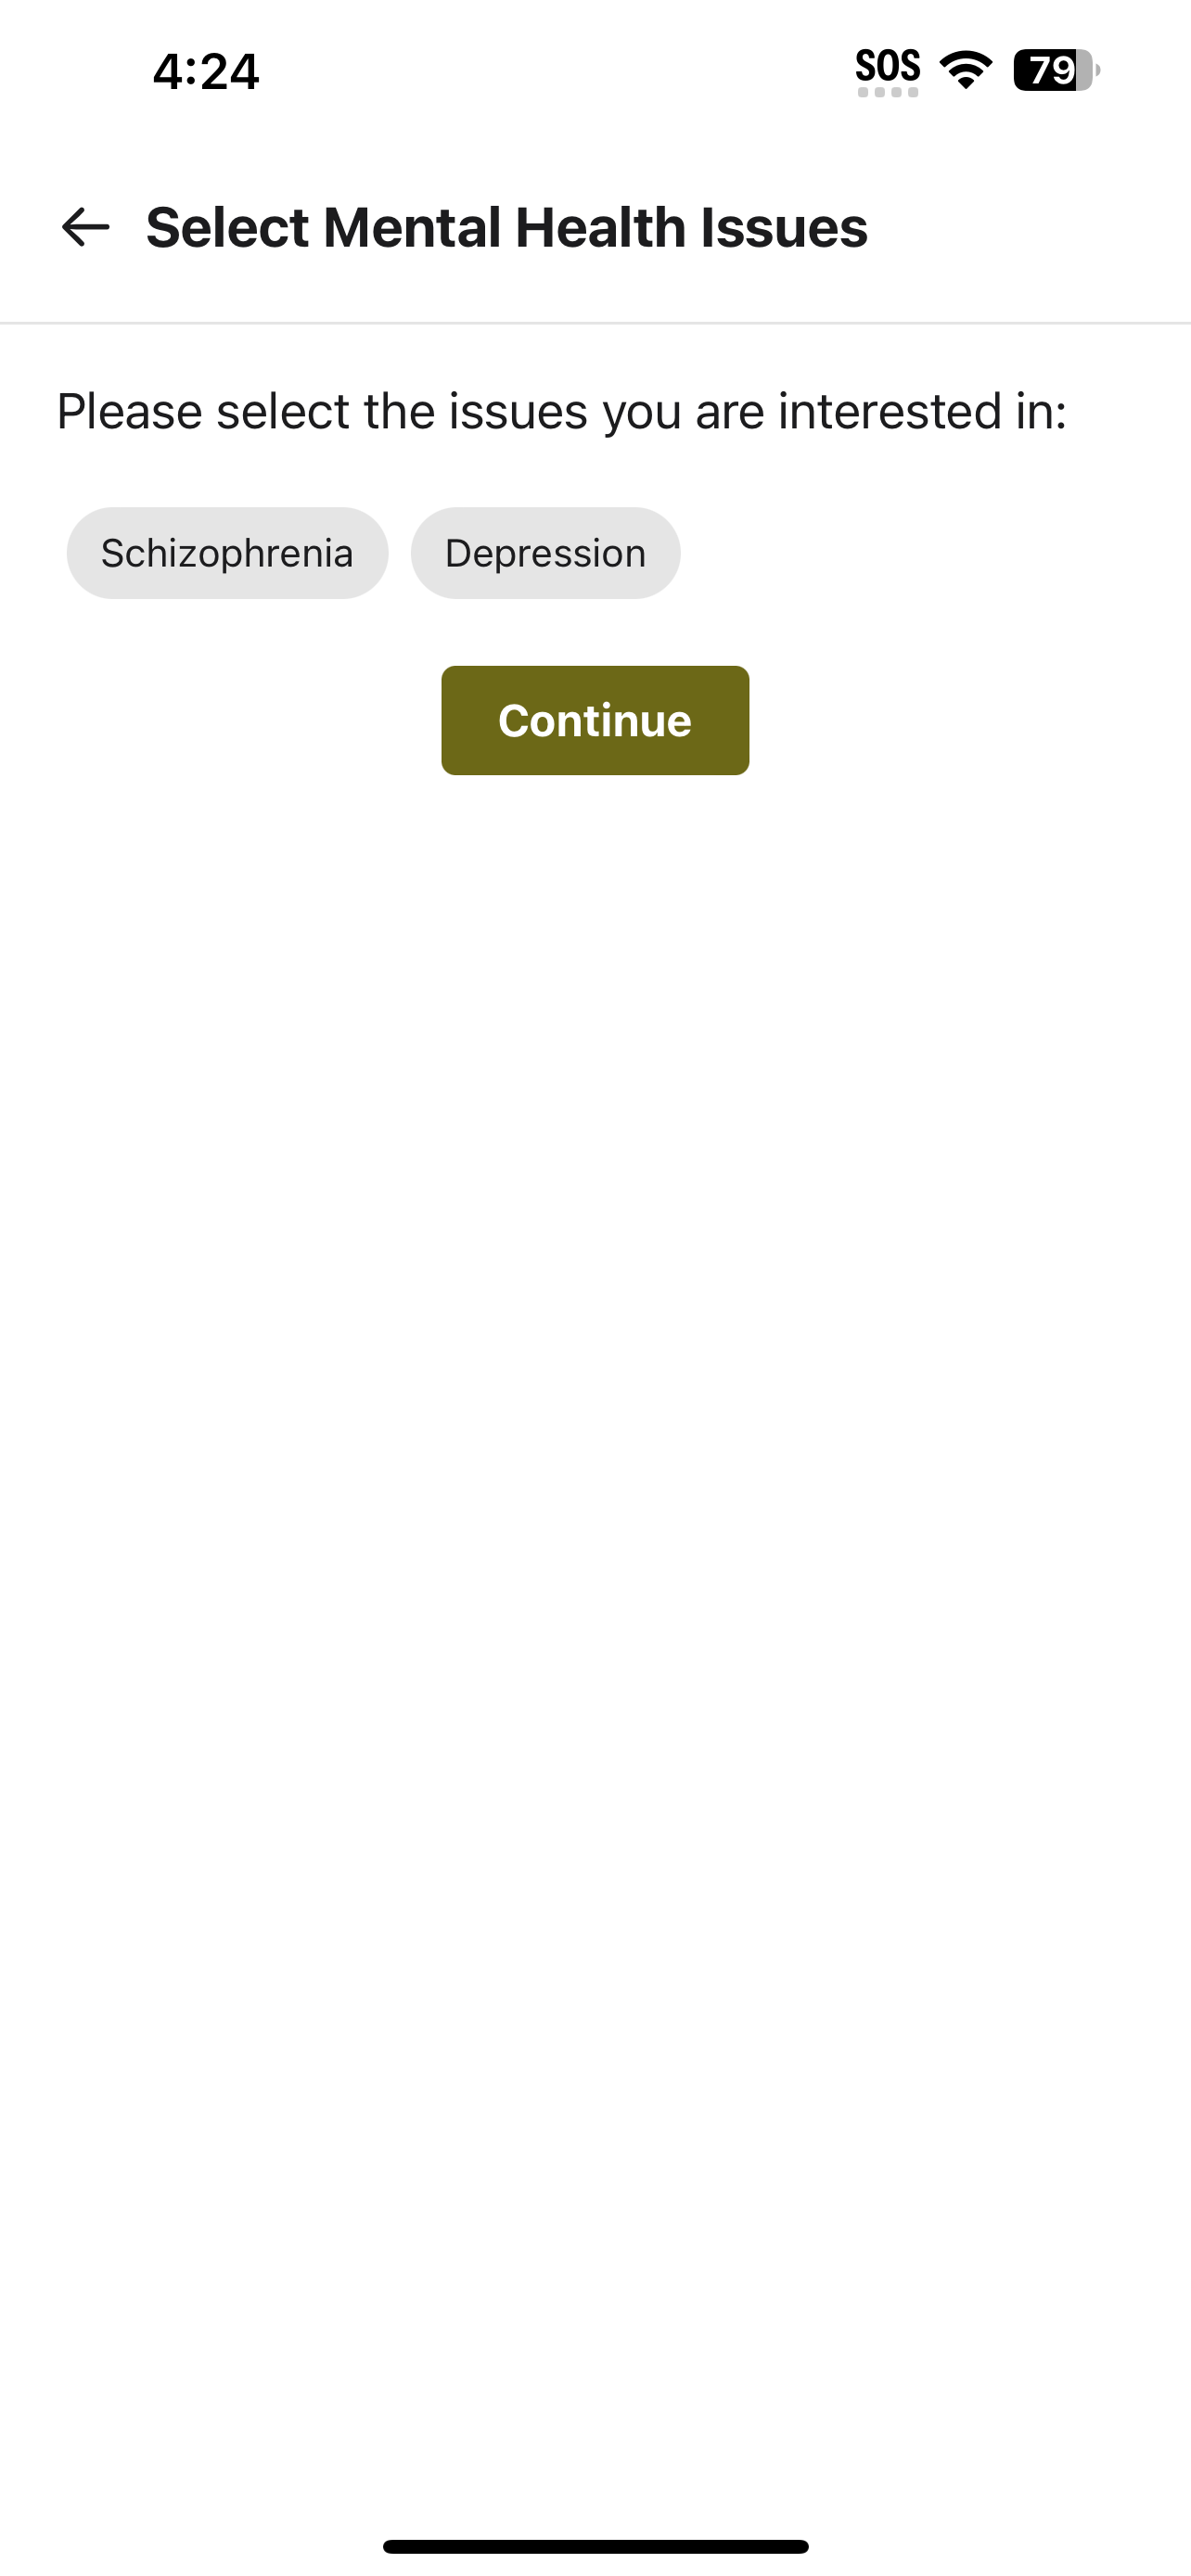 4:24 SOS 79
Select Mental Health Issues
Please select the issues you are interested in:
Schizophrenia Depression
Continue